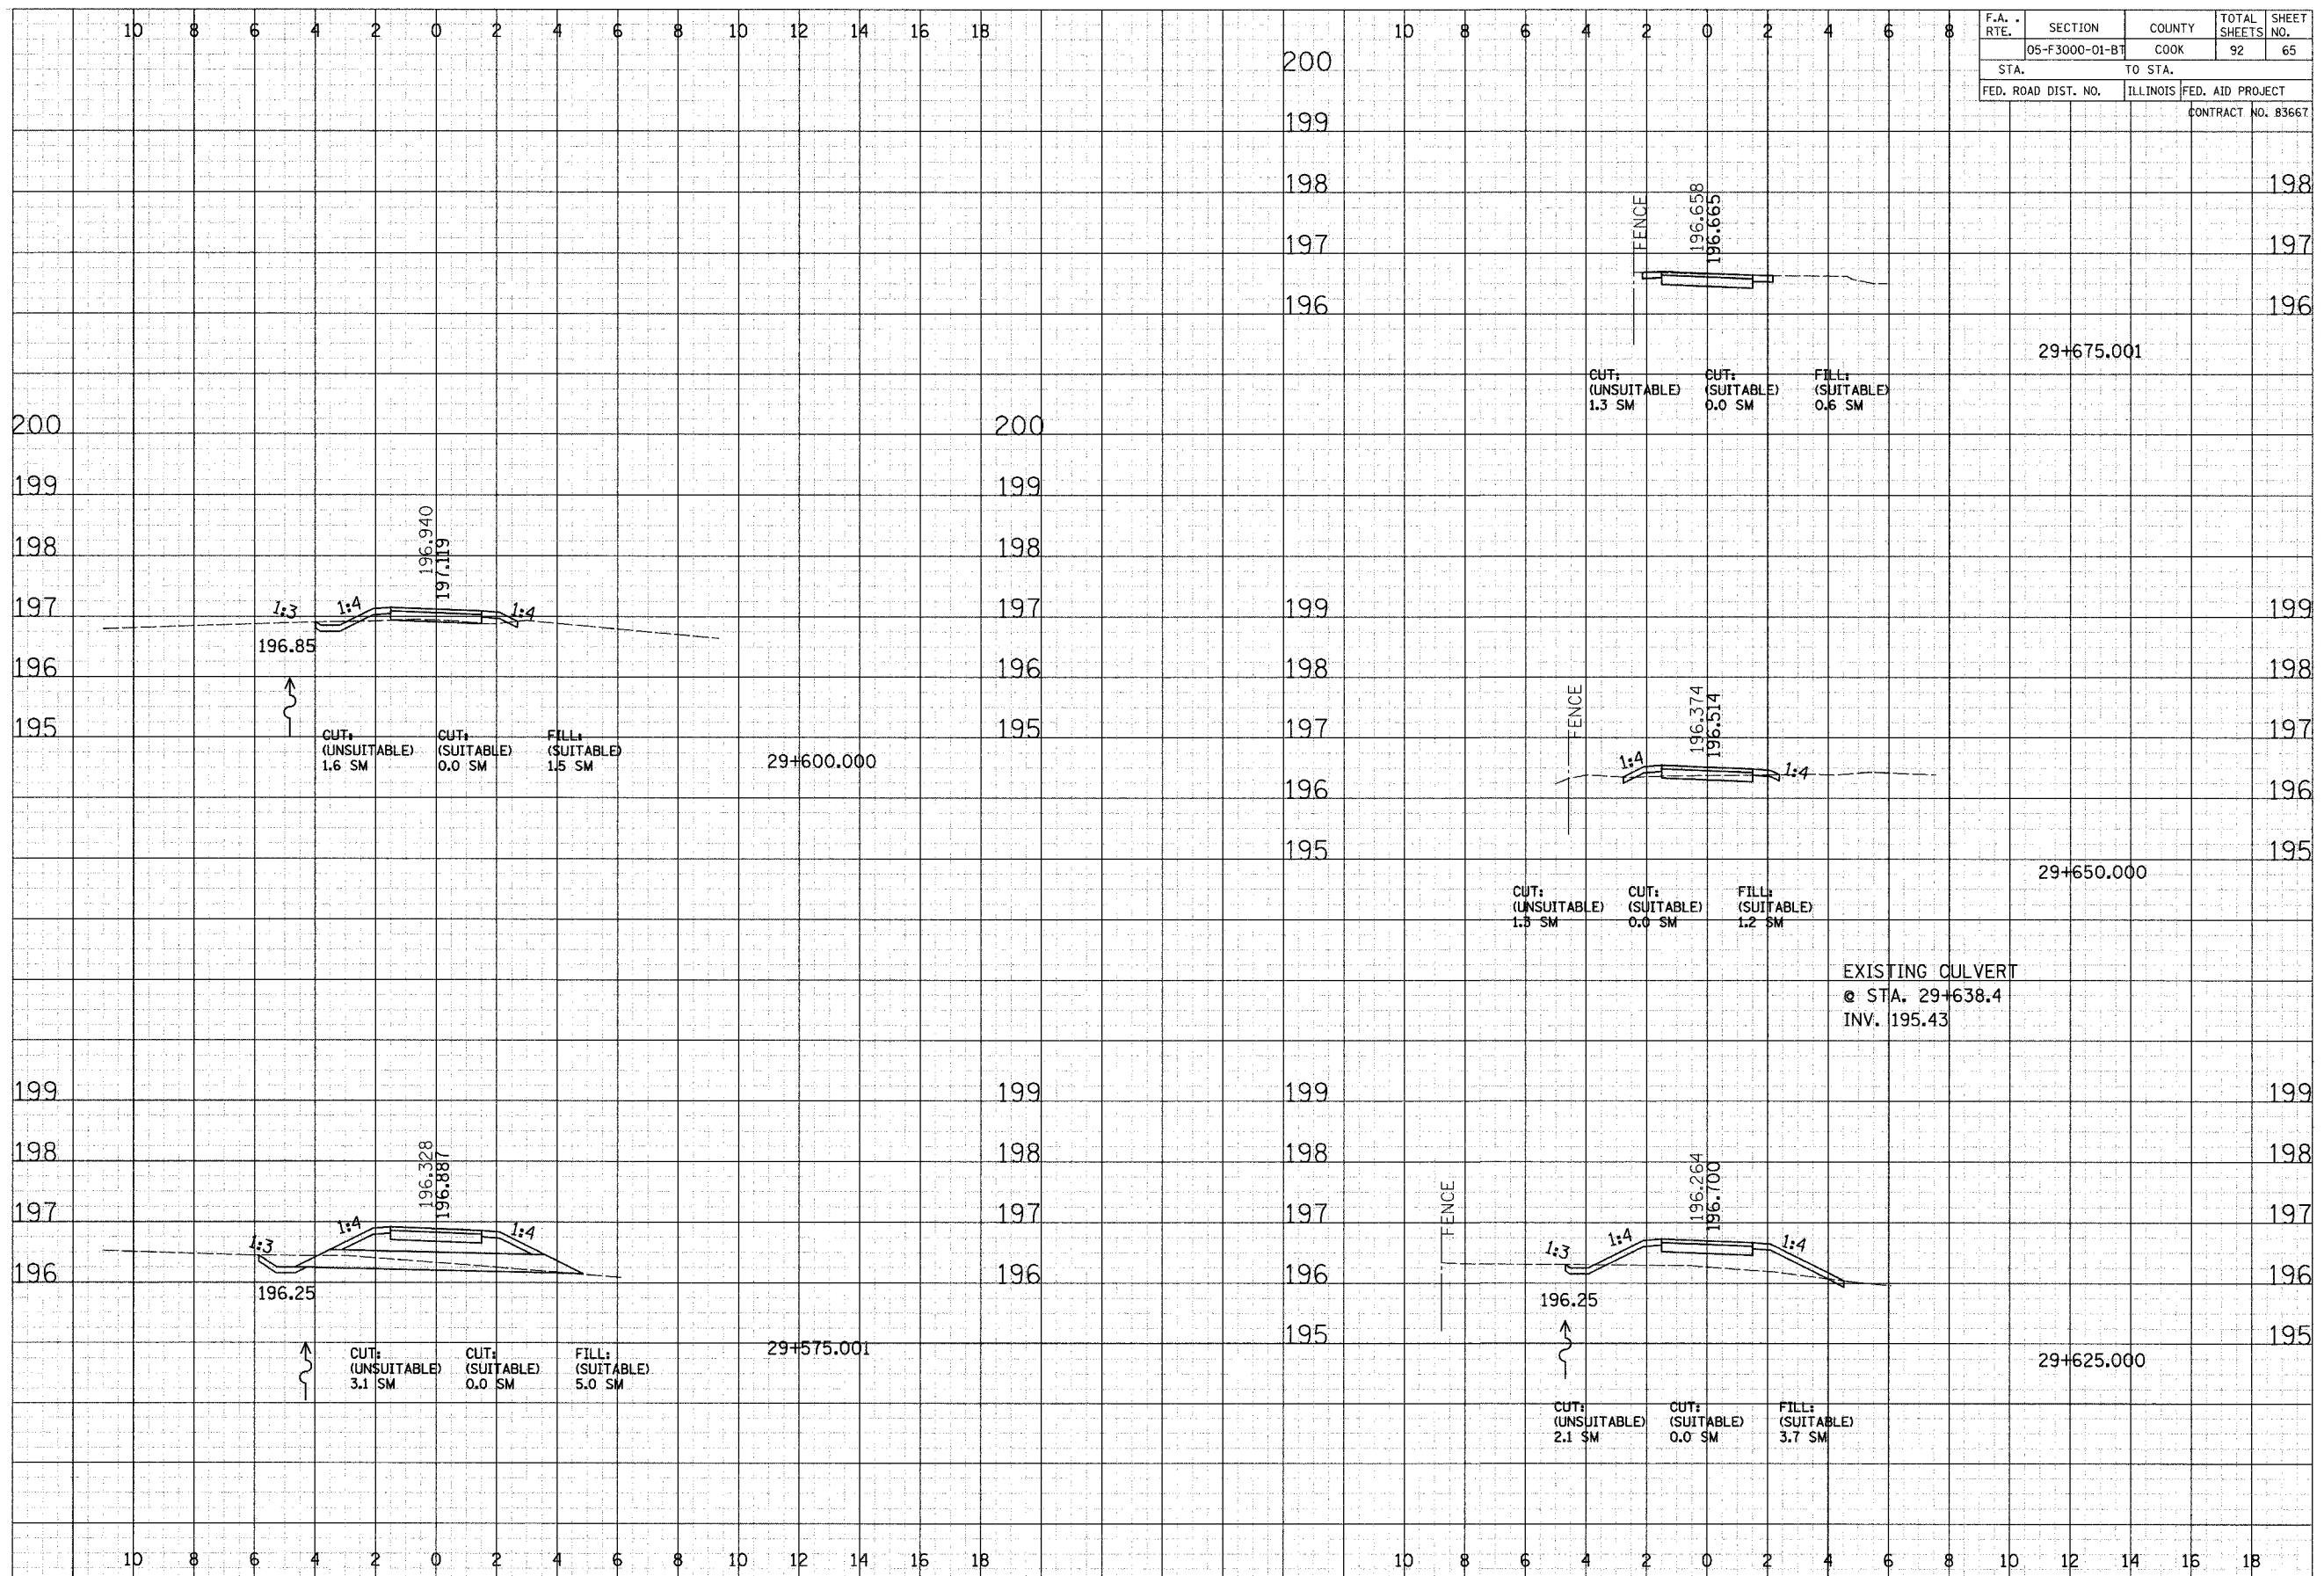 10 8 6 4 2 0 2 4 6 8 10 12 14 16 18
10 8 6 4 2 0 2 4 6 8
F.A. . RTE. SECTION COUNTY TOTAL SHEETS SHEET NO.
05-F3000-01-BT COOK 92 65
STA. TO STA.
FED. ROAD DIST. NO. ILLINOIS FED. AID PROJECT
CONTRACT NO. 83667
200
199
198
197
196
195
196.940
197.119
1:3
1:4
1:4
196.85
CUT: CUT: FILL:
(UNSUITABLE) (SUITABLE) (SUITABLE)
1.6 SM 0.0 SM 1.5 SM
29+600.000
200
199
198
197
196
195
199
198
197
196
196.328
196.887
1:3
1:4
1:4
196.25
CUT: CUT: FILL:
(UNSUITABLE) (SUITABLE) (SUITABLE)
3.1 SM 0.0 SM 5.0 SM
29+575.001
199
198
197
196
200
199
198
197
196
FENCE
196.658
196.665
198
197
196
29+675.001
CUT: CUT: FILL:
(UNSUITABLE) (SUITABLE) (SUITABLE)
1.3 SM 0.0 SM 0.6 SM
199
198
197
196
195
FENCE
196.374
196.514
1:4
1:4
199
198
197
196
195
29+650.000
CUT: CUT: FILL:
(UNSUITABLE) (SUITABLE) (SUITABLE)
1.3 SM 0.0 SM 1.2 SM
EXISTING CULVERT
@ STA. 29+638.4
INV. 195.43
199
198
197
196
195
FENCE
196.264
196.700
1:3
1:4
1:4
196.25
199
198
197
196
195
29+625.000
CUT: CUT: FILL:
(UNSUITABLE) (SUITABLE) (SUITABLE)
2.1 SM 0.0 SM 3.7 SM
10 8 6 4 2 0 2 4 6 8 10 12 14 16 18
10 8 6 4 2 0 2 4 6 8 10 12 14 16 18